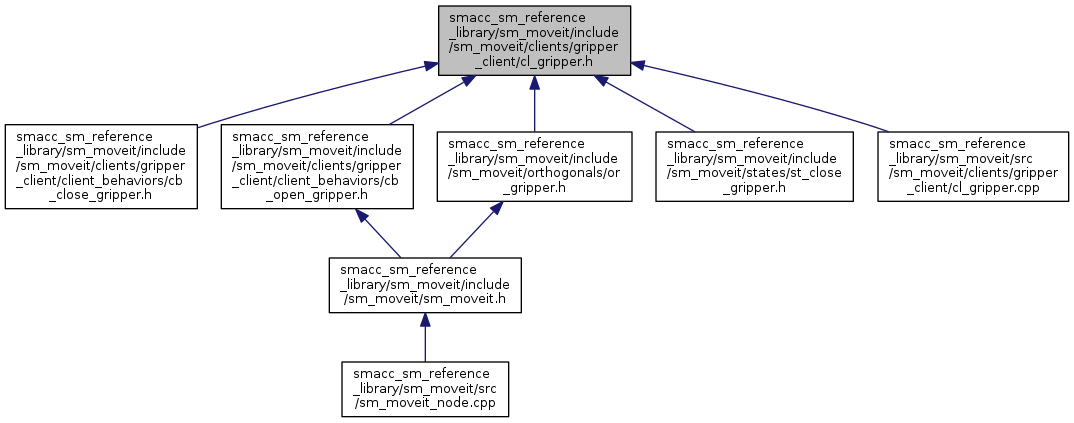 smacc_sm_reference
_library/sm_moveit/include
/sm_moveit/clients/gripper
_client/cl_gripper.h
smacc_sm_reference
_library/sm_moveit/include
/sm_moveit/clients/gripper
_client/client_behaviors/cb
_close_gripper.h
smacc_sm_reference
_library/sm_moveit/include
/sm_moveit/clients/gripper
_client/client_behaviors/cb
_open_gripper.h
smacc_sm_reference
_library/sm_moveit/include
/sm_moveit/orthogonals/or
_gripper.h
smacc_sm_reference
_library/sm_moveit/include
/sm_moveit/states/st_close
_gripper.h
smacc_sm_reference
_library/sm_moveit/src
/sm_moveit/clients/gripper
_client/cl_gripper.cpp
smacc_sm_reference
_library/sm_moveit/include
/sm_moveit/sm_moveit.h
smacc_sm_reference
_library/sm_moveit/src
/sm_moveit_node.cpp